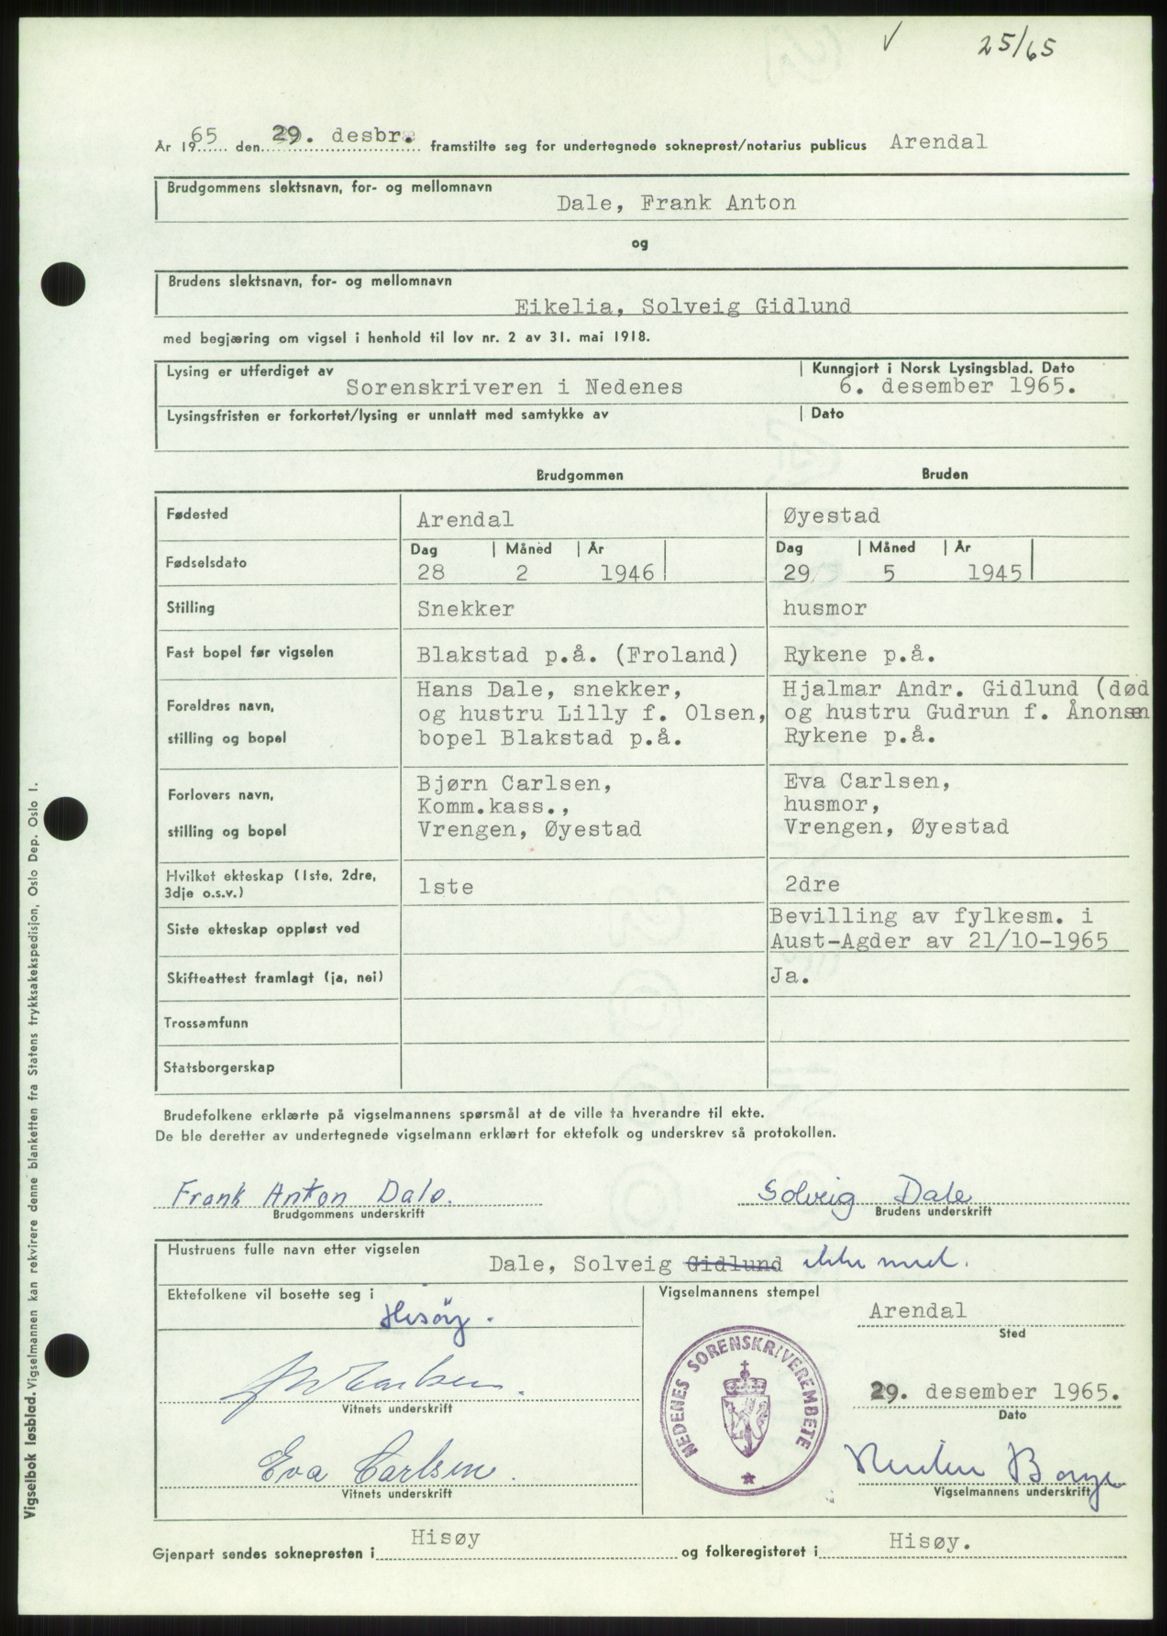 V 25/65
År 1965 den 29. desbr. framstilte seg for undertegnede sokneprest/notarius publicus Arendal
Brudgommens slektsnavn, for- og mellomnavn
Dale, Frank Anton
og
Brudens slektsnavn, for- og mellomnavn
Eikelia, Solveig Gidlund
med begjæring om vigsel i henhold til lov nr. 2 av 31. mai 1918.
Lysing er utferdiget av Kunngjort i Norsk Lysingsblad. Dato
Sorenskriveren i Nedenes 6. desember 1965.
Lysingsfristen er forkortet/lysing er unnlatt med samtykke av Dato
Brudgommen Bruden
Fødested Arendal Øyestad
Dag Måned År Dag Måned År
Fødselsdato 28 2 1946 29 5 1945
Stilling Snekker husmor
Fast bopel før vigselen Blakstad p.å. (Froland) Rykene p.å.
Foreldres navn, stilling og bopel
Hans Dale, snekker,
og hustru Lilly f. Olsen,
bopel Blakstad p.å.
Hjalmar Andr. Gidlund (død
og hustru Gudrun f. Ånonsen
Rykene p.å.
Forlovers navn, stilling og bopel
Bjørn Carlsen,
Komm.kass.,
Vrengen, Øyestad
Eva Carlsen,
husmor,
Vrengen, Øyestad
Hvilket ekteskap (1ste, 2dre,
3dje o.s.v.) 1ste 2dre
Siste ekteskap oppløst ved
Bevilling av fylkesm. i
Aust-Agder av 21/10-1965
Skifteattest framlagt (ja, nei) Ja.
Trossamfunn
Statsborgerskap
Brudefolkene erklærte på vigselmannens spørsmål at de ville ta hverandre til ekte.
De ble deretter av undertegnede vigselmann erklært for ektefolk og underskrev så protokollen.
Frank Anton Dale. Solveig Dale
Brudgommens underskrift Brudens underskrift
Hustruens fulle navn etter vigselen
Dale, Solveig Gidlund ikke med.
Ektefolkene vil bosette seg i Hisøy.
Vigselmannens stempel
Arendal
Sted
NEDENES SORENSKRIVEREMBETE
Vitnets underskrift
29. desember 1965.
Dato
Eva Carlsen.
Vitnets underskrift
Borge
Vigselmannens underskrift
Gjenpart sendes soknepresten i Hisøy og folkeregisteret i Hisøy.
Vigselbok løsblad. Vigselmannen kan rekvirere denne blanketten fra Statens trykksakekspedisjon, Oslo Dep. Oslo 1.